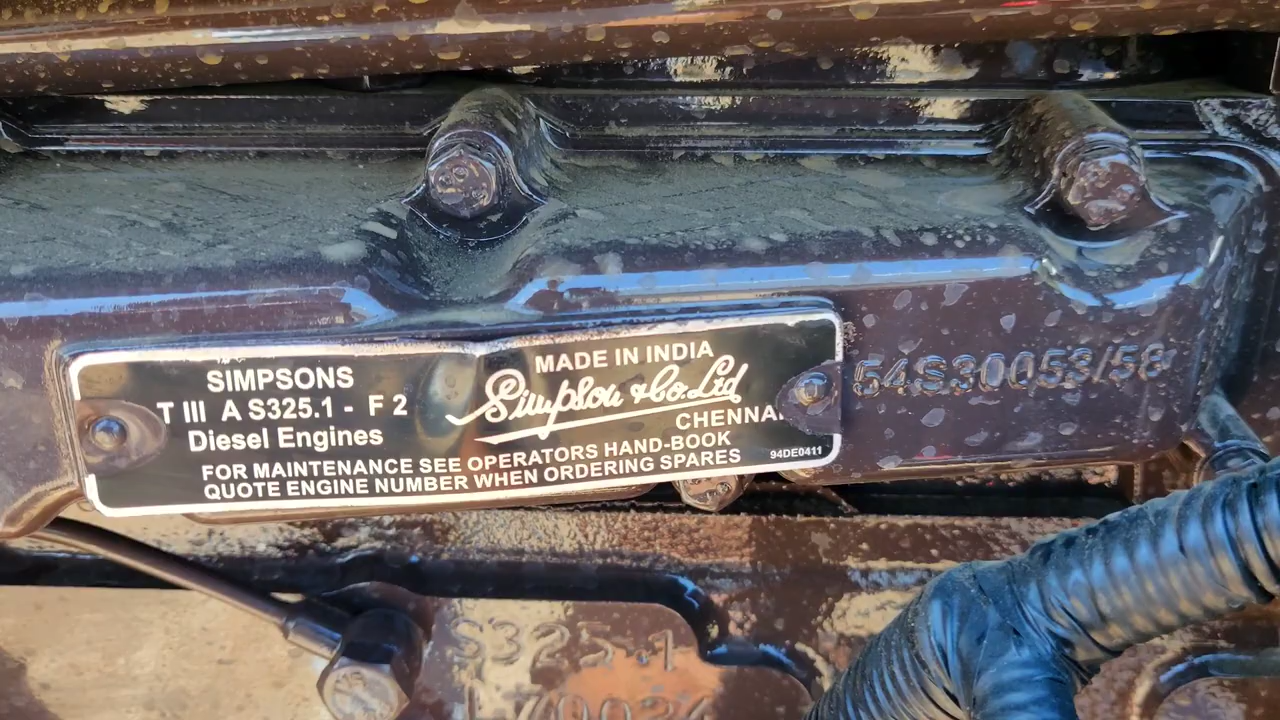 SIMPSONS
T III A S325.1 - F 2
Diesel Engines
MADE IN INDIA
Simpson & Co. Ltd
CHENNAI
FOR MAINTENANCE SEE OPERATORS HAND-BOOK
QUOTE ENGINE NUMBER WHEN ORDERING SPARES
94DE0411
54S30053/58
S325.1